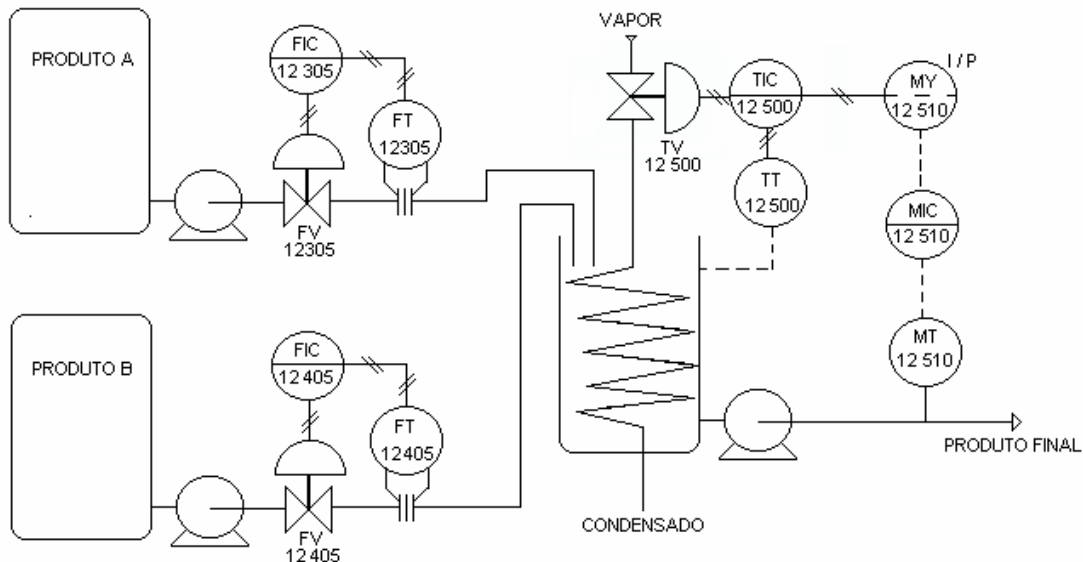 PRODUTO A
FIC
12 305
FT
12305
FV
12305
VAPOR
TV
12 500
TIC
12 500
TT
12 500
MY
12 510
I / P
MIC
12 510
MT
12 510
PRODUTO B
FIC
12 405
FT
12 405
FV
12 405
CONDENSADO
PRODUTO FINAL